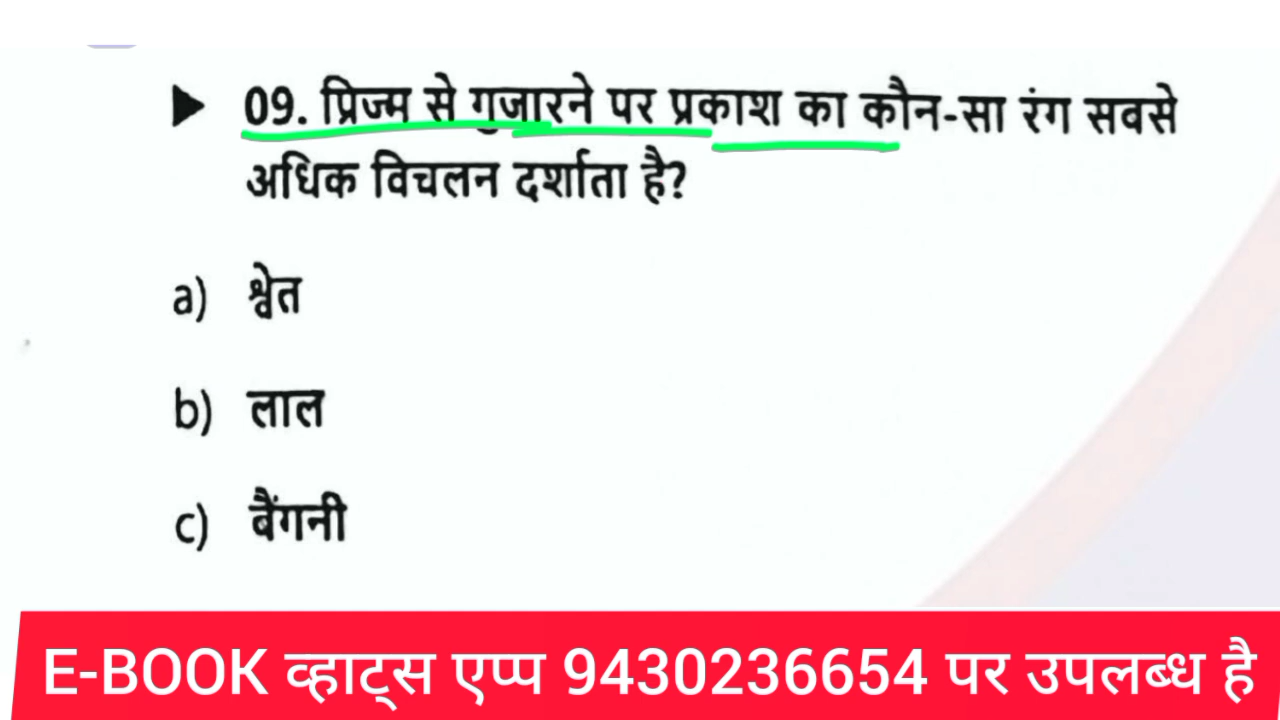 ▶ 09. प्रिज्म से गुजारने पर प्रकाश का कौन-सा रंग सबसे
अधिक विचलन दर्शाता है?
a) श्वेत
b) लाल
c) बैंगनी
E-BOOK व्हाट्स एप्प 9430236654 पर उपलब्ध है